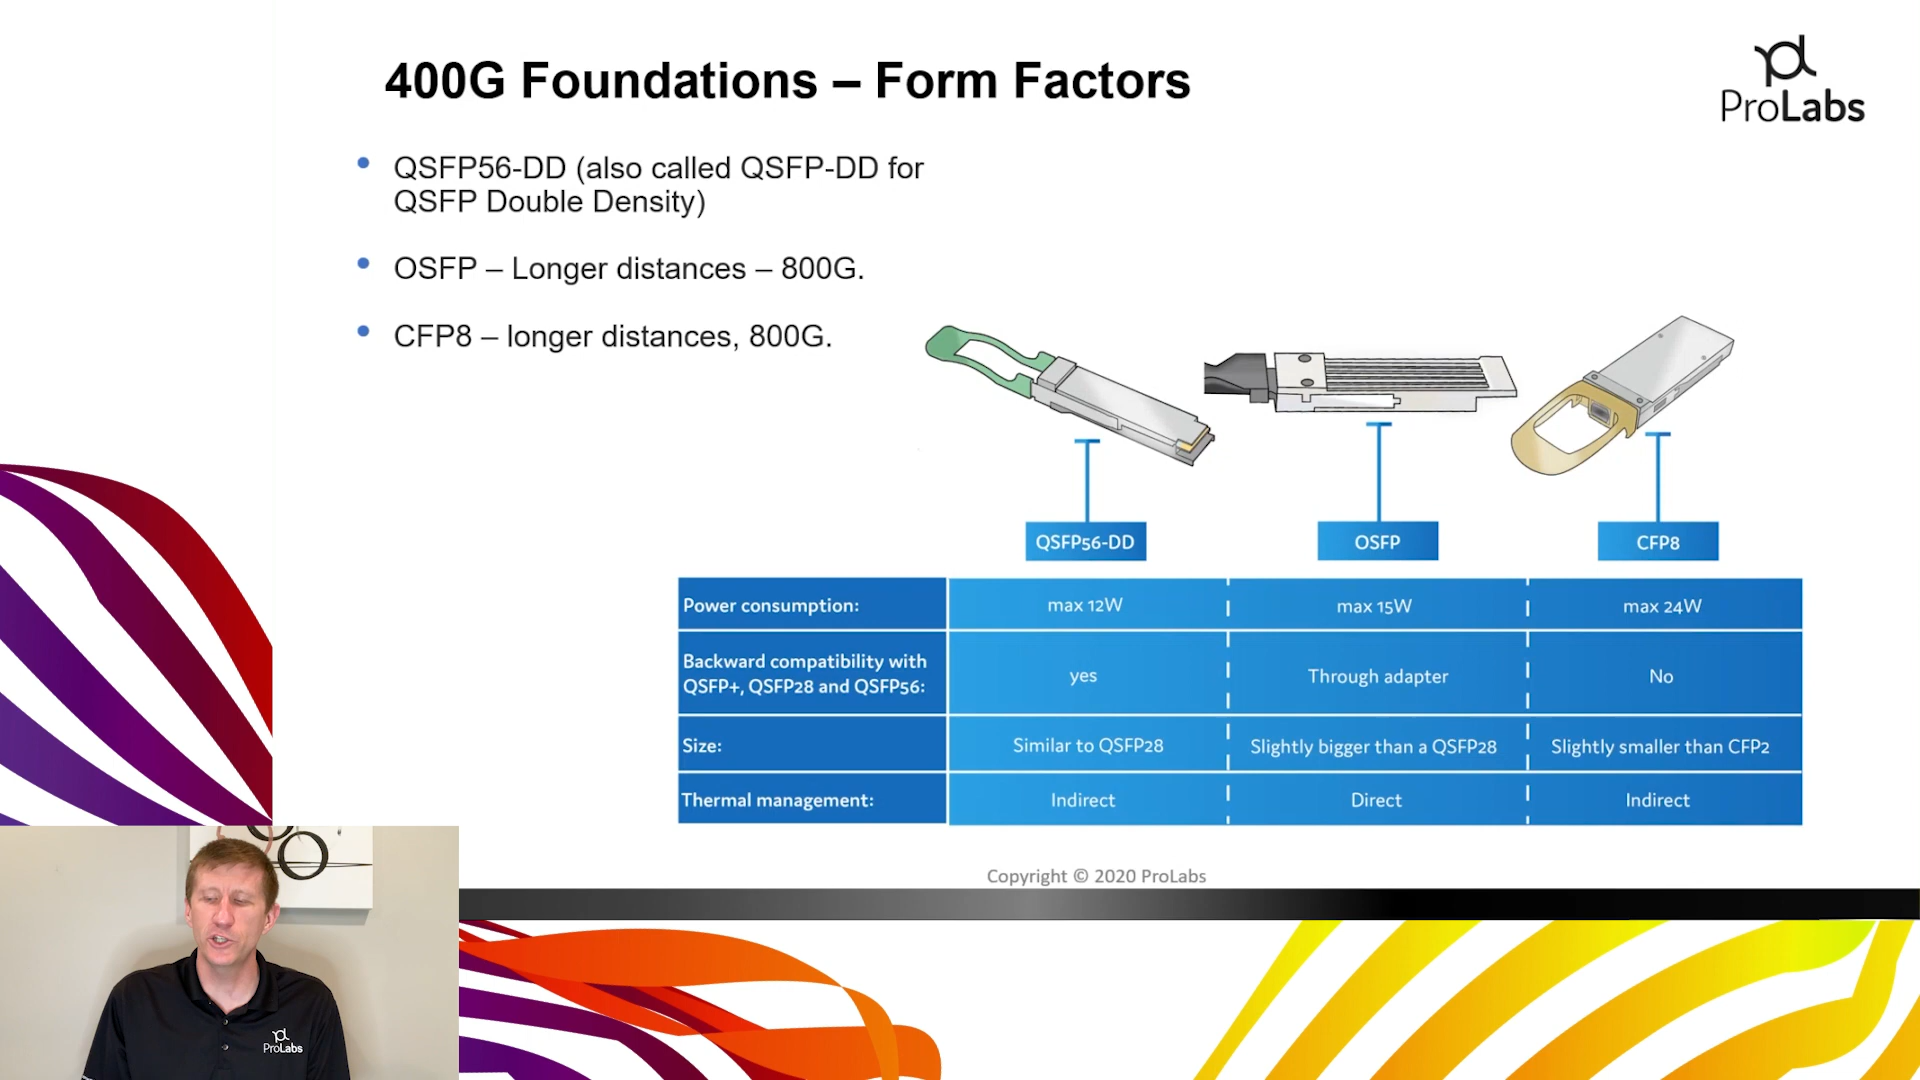 400G Foundations – Form Factors
ProLabs
QSFP56-DD (also called QSFP-DD for
QSFP Double Density)
OSFP – Longer distances – 800G.
CFP8 – longer distances, 800G.
QSFP56-DD OSFP CFP8
Power consumption: max 12W max 15W max 24W
Backward compatibility with
QSFP+, QSFP28 and QSFP56: yes Through adapter No
Size: Similar to QSFP28 Slightly bigger than a QSFP28 Slightly smaller than CFP2
Thermal management: Indirect Direct Indirect
Copyright © 2020 ProLabs
ProLabs